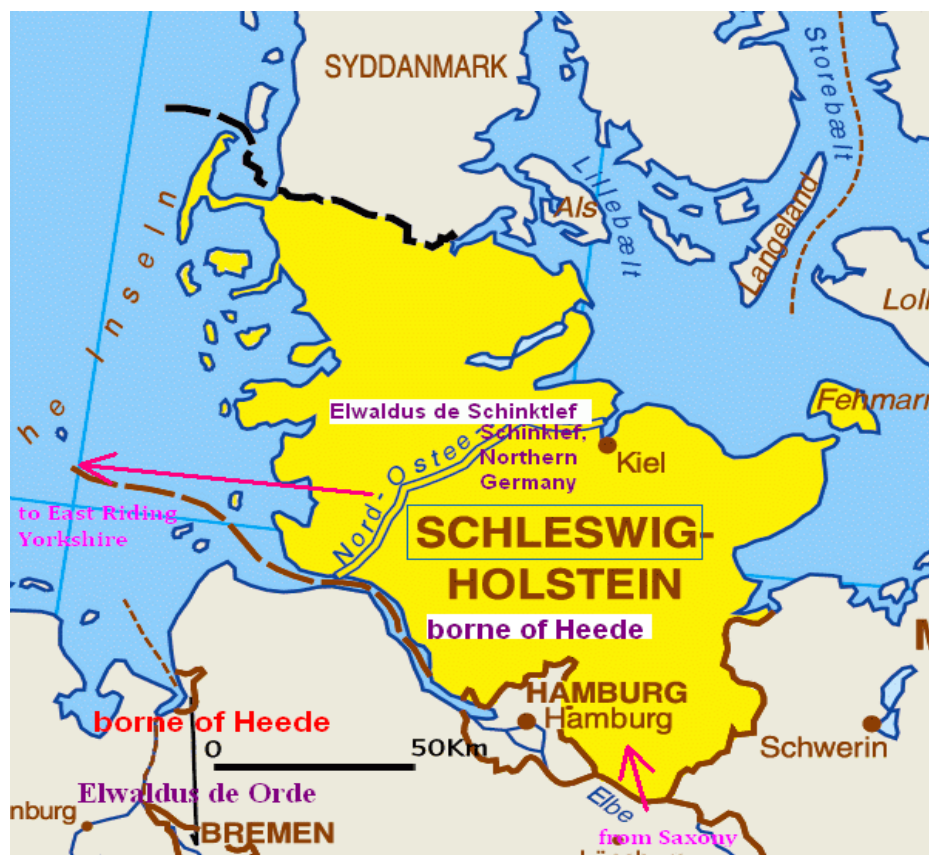 SYDDANMARK
Storebælt
Lillebælt
Als
Langeland
Loll
he Inseln
Elwaldus de Schinktlef
Schinklef,
Northern
Germany
Fehmarn
Kiel
Nord-Ostee-
to East Riding
Yorkshire
SCHLESWIG-
HOLSTEIN
borne of Heede
M
HAMBURG
Hamburg
borne of Heede
0 50Km
Schwerin
Elwaldus de Orde
Elbe
nburg
BREMEN
from Saxony